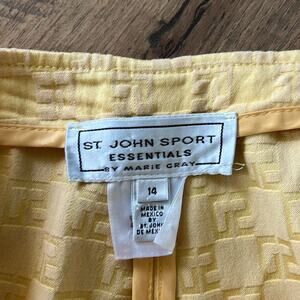 ST. JOHN SPORT
ESSENTIALS
BY MARIE GRAY
14
MADE IN
MEXICO
BY
ST. JOHN
DE MEX